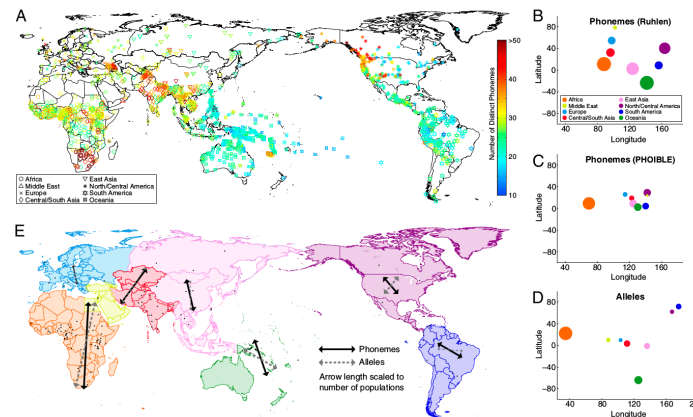 A
>50
40
30
20
10
Number of Distinct Phonemes
Africa
Middle East
Europe
Central/South Asia
East Asia
North/Central America
South America
Oceania
B
Phonemes (Ruhlen)
Latitude
80
40
0
-40
-80
Africa
Middle East
Europe
Central/South Asia
East Asia
North/Central America
South America
Oceania
40 80 120 160
Longitude
C
Phonemes (PHOIBLE)
Latitude
80
40
0
-40
-80
40 80 120 160
Longitude
D
Alleles
Latitude
80
40
0
-40
-80
40 80 120 160
Longitude
E
Phonemes
Alleles
Arrow length scaled to
number of populations